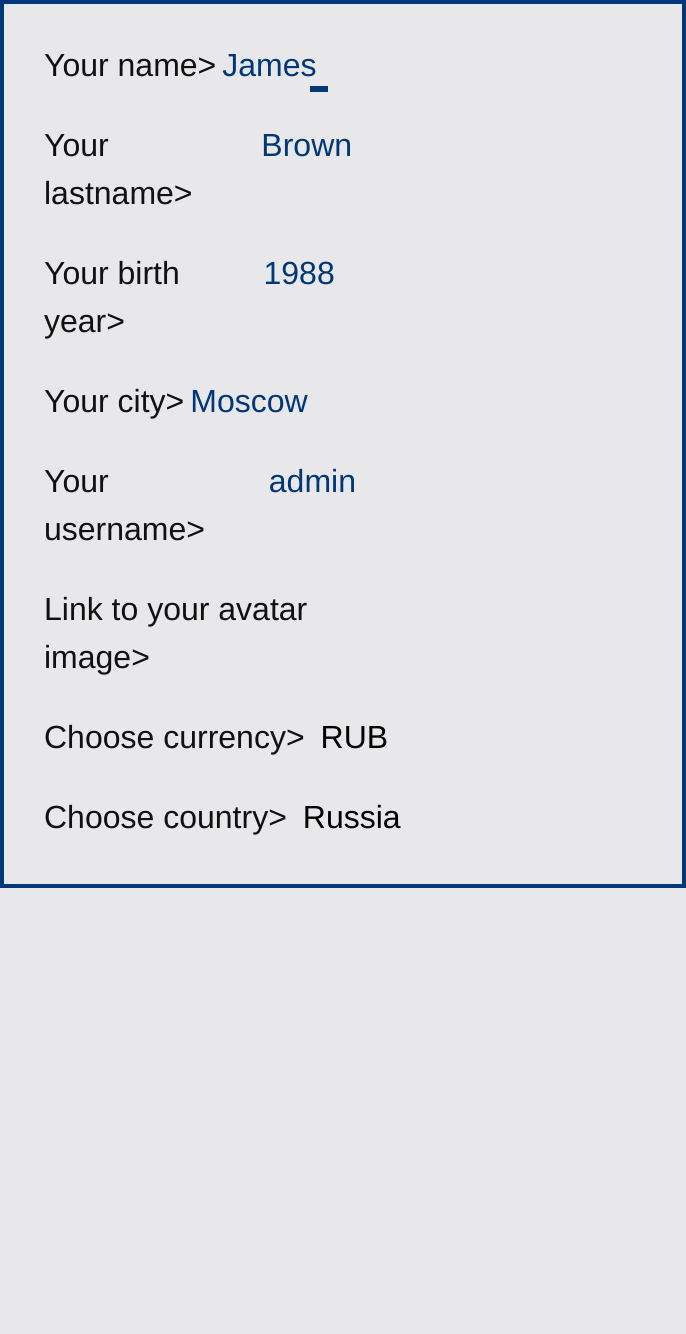 Your name> James
Your Brown
lastname>
Your birth 1988
year>
Your city> Moscow
Your admin
username>
Link to your avatar
image>
Choose currency> RUB
Choose country> Russia